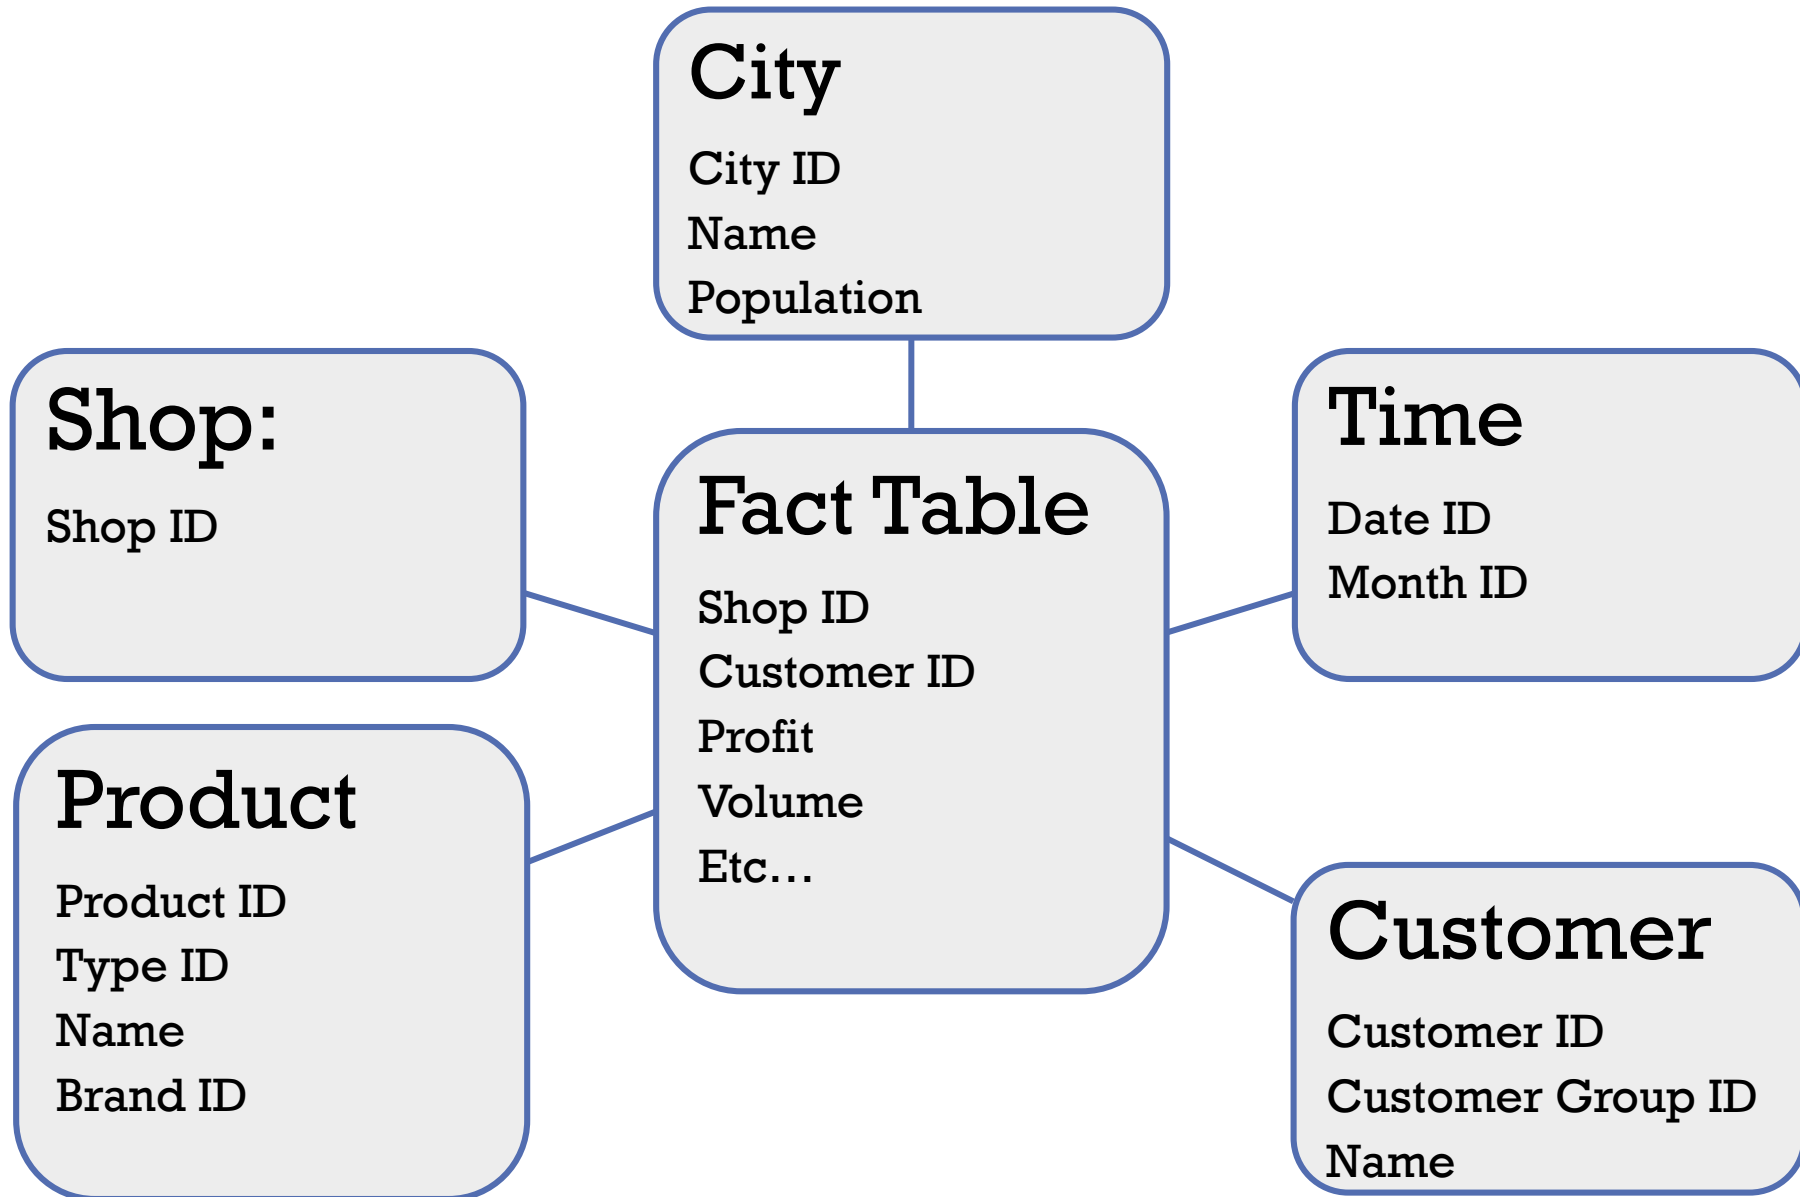 City
City ID
Name
Population
Shop:
Shop ID
Fact Table
Shop ID
Customer ID
Profit
Volume
Etc...
Time
Date ID
Month ID
Product
Product ID
Type ID
Name
Brand ID
Customer
Customer ID
Customer Group ID
Name